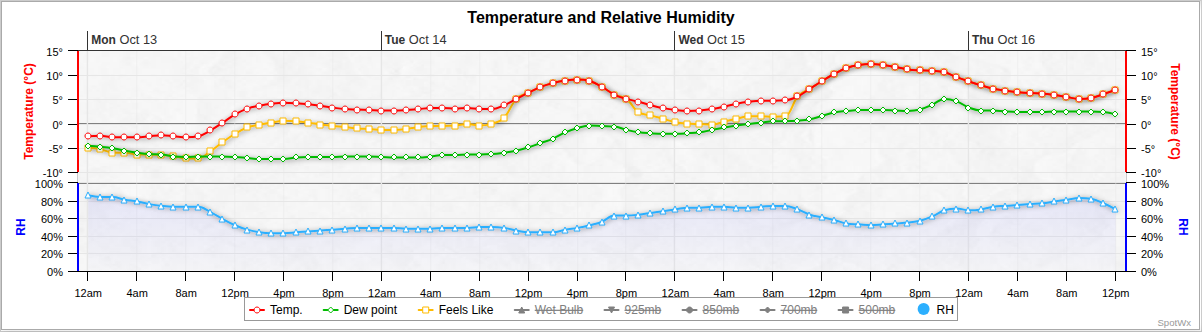 Temperature and Relative Humidity
Mon Oct 13 Tue Oct 14 Wed Oct 15 Thu Oct 16
Temperature (°C)
15° 10° 5° 0° -5° -10°
15° 10° 5° 0° -5° -10°
Temperature (°C)
RH
100% 80% 60% 40% 20% 0%
100% 80% 60% 40% 20% 0%
RH
12am 4am 8am 12pm 4pm 8pm 12am 4am 8am 12pm 4pm 8pm 12am 4am 8am 12pm 4pm 8pm 12am 4am 8am 12pm
Temp. Dew point Feels Like Wet Bulb 925mb 850mb 700mb 500mb RH
SpotWx